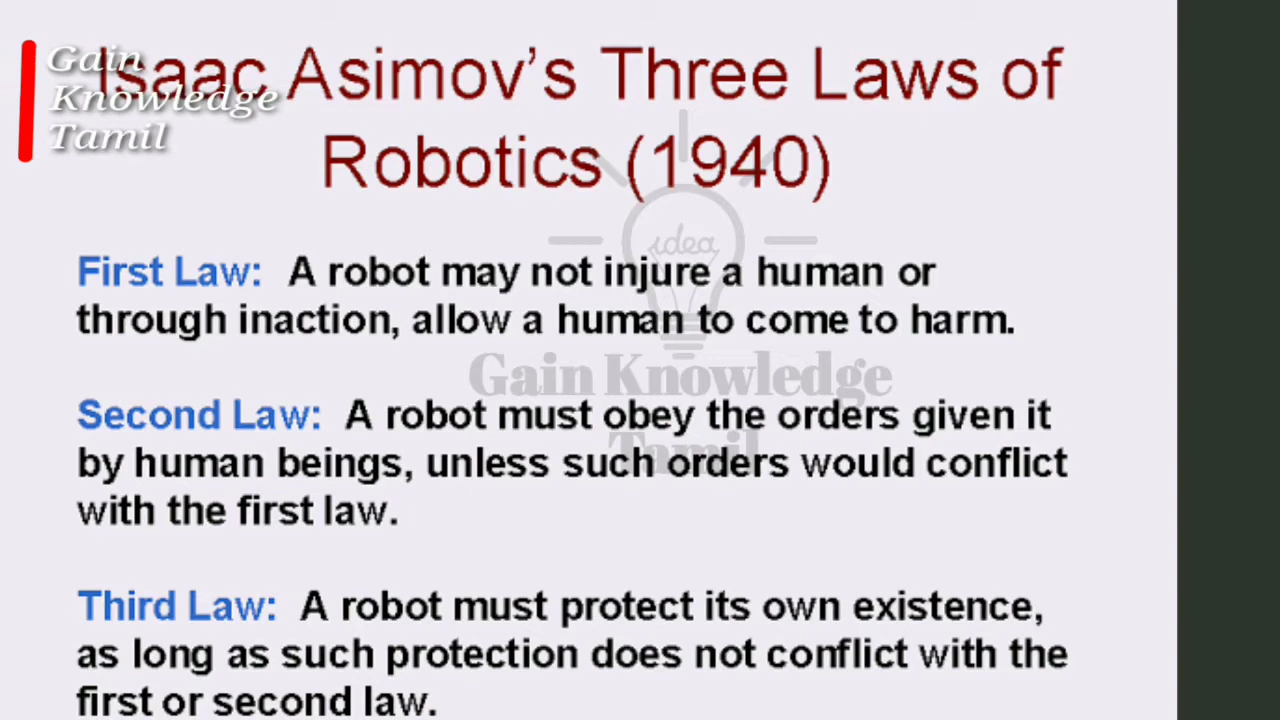 Gain
Knowledge
Tamil
Isaac Asimov’s Three Laws of
Robotics (1940)
idea
First Law: A robot may not injure a human or
through inaction, allow a human to come to harm.
Gain Knowledge
Tamil
Second Law: A robot must obey the orders given it
by human beings, unless such orders would conflict
with the first law.
Third Law: A robot must protect its own existence,
as long as such protection does not conflict with the
first or second law.